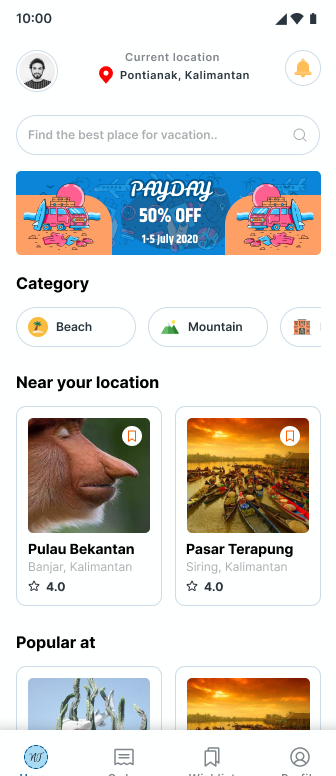 10:00
Current location
Pontianak, Kalimantan
Find the best place for vacation..
PAYDAY
50% OFF
1-5 july 2020
Category
Beach
Mountain
Near your location
Pulau Bekantan
Pasar Terapung
Banjar, Kalimantan
Siring, Kalimantan
4.0
4.0
Popular at